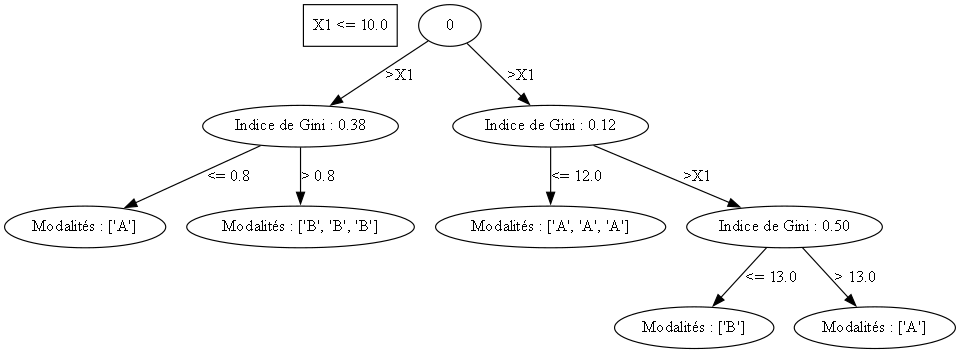 X1 <= 10.0
0
>X1
>X1
Indice de Gini : 0.38
Indice de Gini : 0.12
<= 0.8
> 0.8
<= 12.0
>X1
Modalités : ['A']
Modalités : ['B', 'B', 'B']
Modalités : ['A', 'A', 'A']
Indice de Gini : 0.50
<= 13.0
> 13.0
Modalités : ['B']
Modalités : ['A']